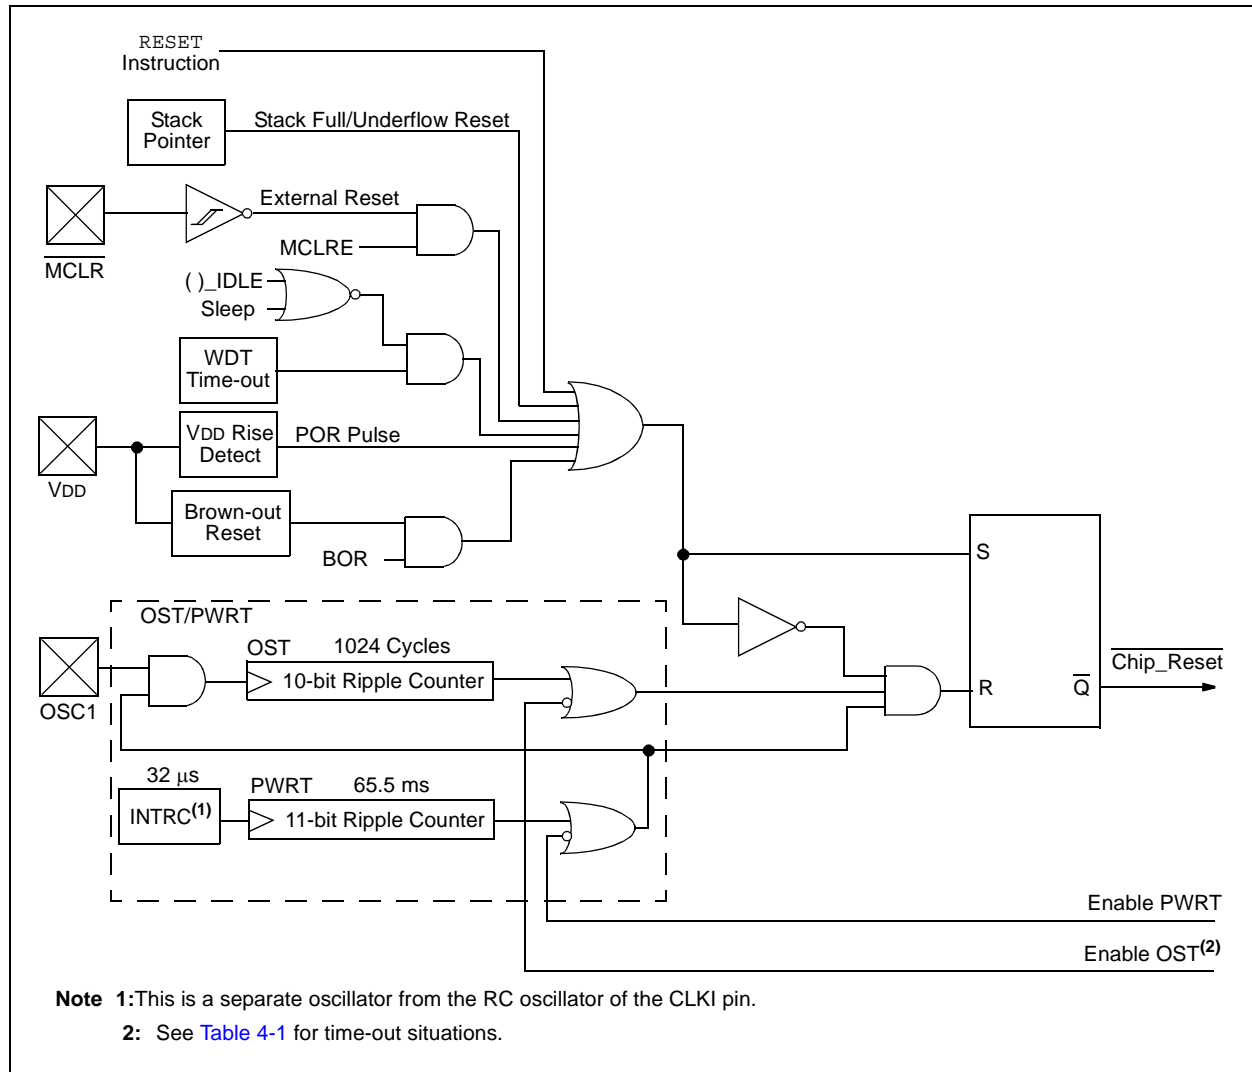 RESET
Instruction
Stack
Pointer
Stack Full/Underflow Reset
External Reset
MCLR
MCLRE
( )_IDLE
Sleep
WDT
Time-out
VDD Rise
Detect
POR Pulse
VDD
Brown-out
Reset
BOR
S
OST/PWRT
OST 1024 Cycles
10-bit Ripple Counter
OSC1
Chip_Reset
R
Q
32 μs
INTRC(1)
PWRT 65.5 ms
11-bit Ripple Counter
Enable PWRT
Enable OST(2)
Note 1:This is a separate oscillator from the RC oscillator of the CLKI pin.
2: See Table 4-1 for time-out situations.